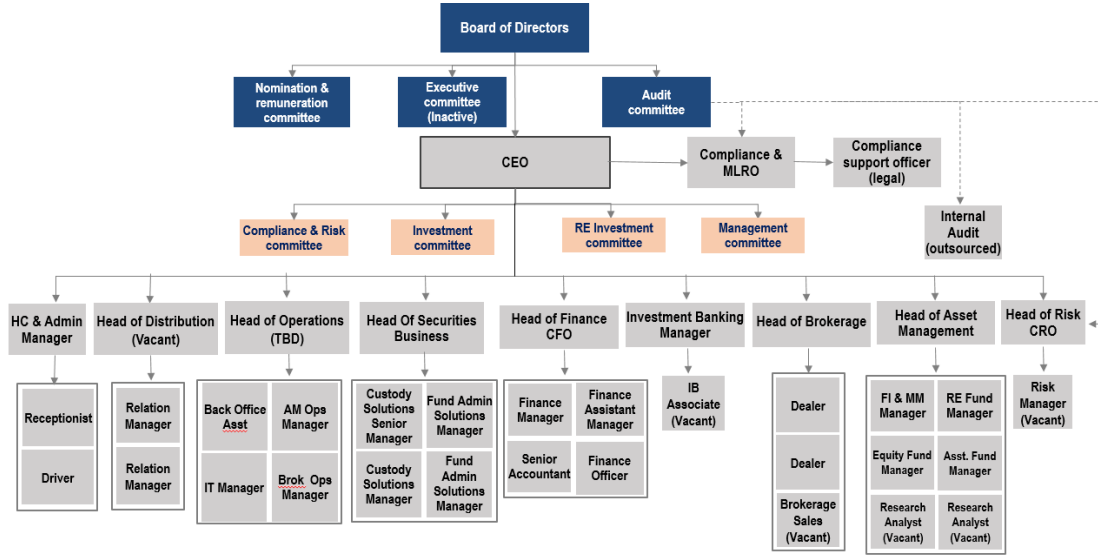 Board of Directors
Nomination &
remuneration
committee
Executive
committee
(Inactive)
Audit
committee
CEO
Compliance &
MLRO
Compliance
support officer
(legal)
Compliance & Risk
committee
Investment
committee
RE Investment
committee
Management
committee
Internal
Audit
(outsourced)
HC & Admin
Manager
Head of Distribution
(Vacant)
Head of Operations
(TBD)
Head Of Securities
Business
Head of Finance
CFO
Investment Banking
Manager
Head of Brokerage
Head of Asset
Management
Head of Risk
CRO
Receptionist
Driver
Relation
Manager
Relation
Manager
Back Office
Asst
AM Ops
Manager
IT Manager
Brok Ops
Manager
Custody
Solutions
Senior
Manager
Fund Admin
Solutions
Manager
Custody
Solutions
Manager
Fund
Admin
Solutions
Manager
Finance
Manager
Finance
Assistant
Manager
Senior
Accountant
Finance
Officer
IB
Associate
(Vacant)
Dealer
Dealer
Brokerage
Sales
(Vacant)
FI & MM
Manager
RE Fund
Manager
Equity Fund
Manager
Asst. Fund
Manager
Research
Analyst
(Vacant)
Research
Analyst
(Vacant)
Risk
Manager
(Vacant)